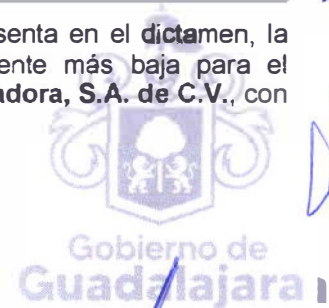 senta en el dictamen, la
ente más baja para el
adora, S.A. de C.V., con
Gobierno de
Guadalajara